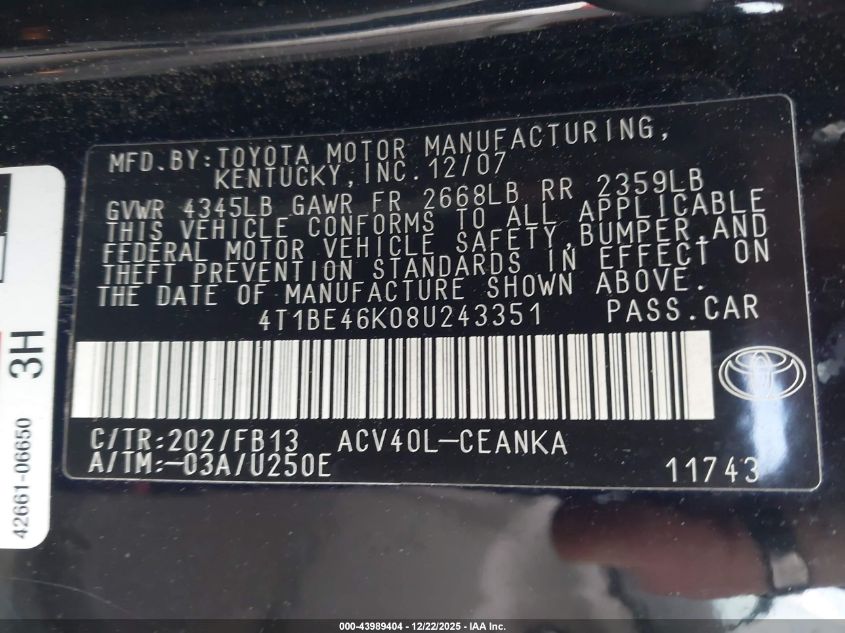 MFD. BY: TOYOTA MOTOR MANUFACTURING,
KENTUCKY, INC. 12/07
GVWR 4345LB GAWR FR 2668LB RR 2359LB
THIS VEHICLE CONFORMS TO ALL APPLICABLE
FEDERAL MOTOR VEHICLE SAFETY, BUMPER, AND
THEFT PREVENTION STANDARDS IN EFFECT ON
THE DATE OF MANUFACTURE SHOWN ABOVE.
4T1BE46K08U243351 PASS. CAR
C/TR: 202/FB13 ACV40L-CEANKA
A/TM: -03A/U250E 11743
3H
42661-06650
000-43989404 - 12/22/2025 - IAA Inc.